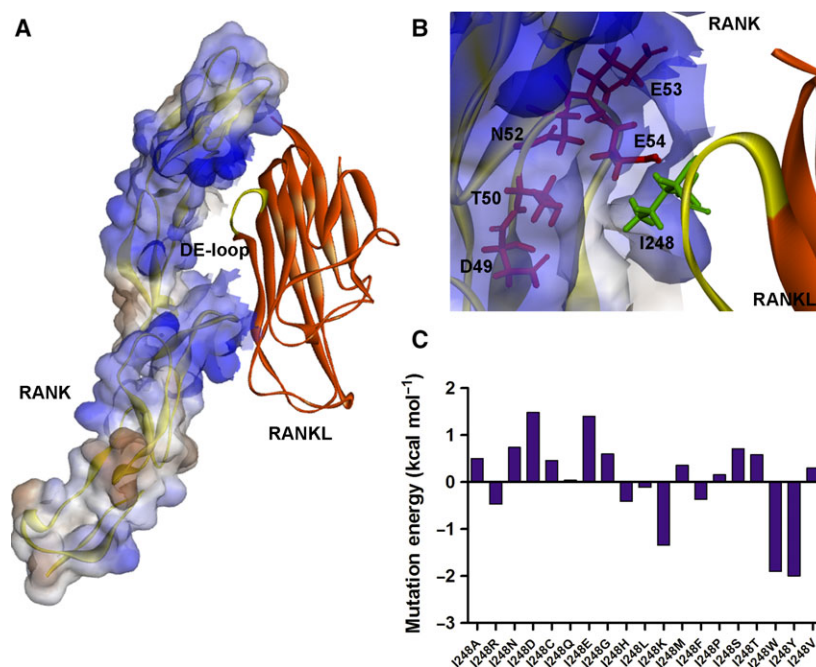 A
DE-loop
RANK
RANKL
B
RANK
E53
N52
E54
T50
I248
D49
RANKL
C
Mutation energy (kcal mol⁻¹)
2
1
0
−1
−2
−3
I248A
I248R
I248N
I248D
I248C
I248Q
I248E
I248G
I248H
I248L
I248K
I248M
I248F
I248P
I248S
I248T
I248W
I248Y
I248V